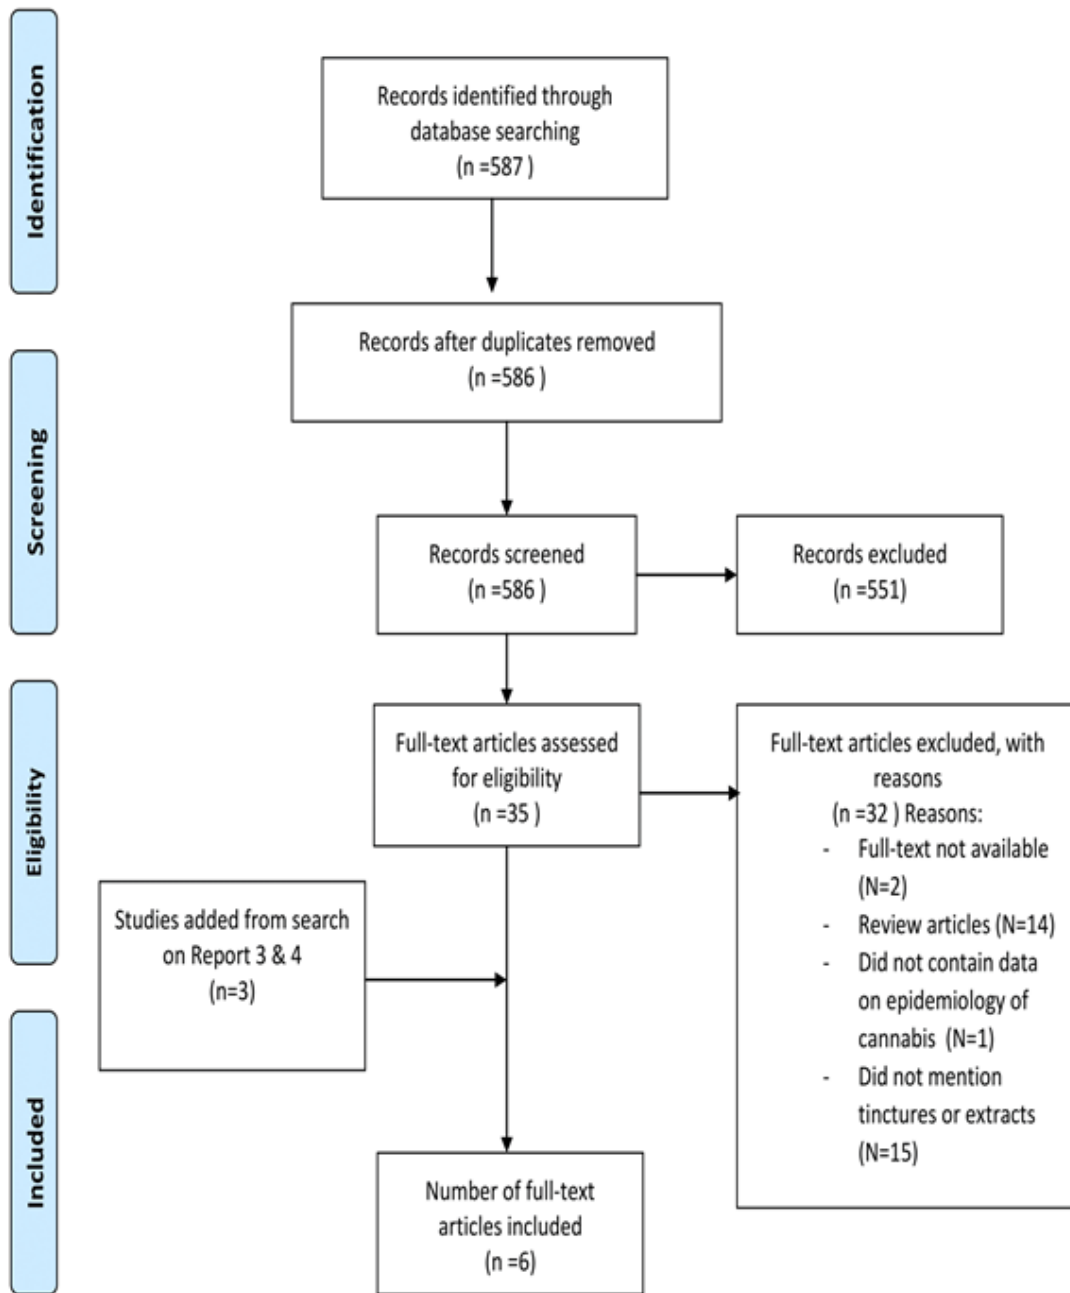 Identification
Records identified through
database searching
(n =587 )
Records after duplicates removed
(n =586 )
Screening
Records screened
(n =586 )
Records excluded
(n =551)
Eligibility
Full-text articles assessed
for eligibility
(n =35 )
Full-text articles excluded, with
reasons
(n =32 ) Reasons:
- Full-text not available
(N=2)
- Review articles (N=14)
- Did not contain data
on epidemiology of
cannabis (N=1)
- Did not mention
tinctures or extracts
(N=15)
Studies added from search
on Report 3 & 4
(n=3)
Included
Number of full-text
articles included
(n =6)